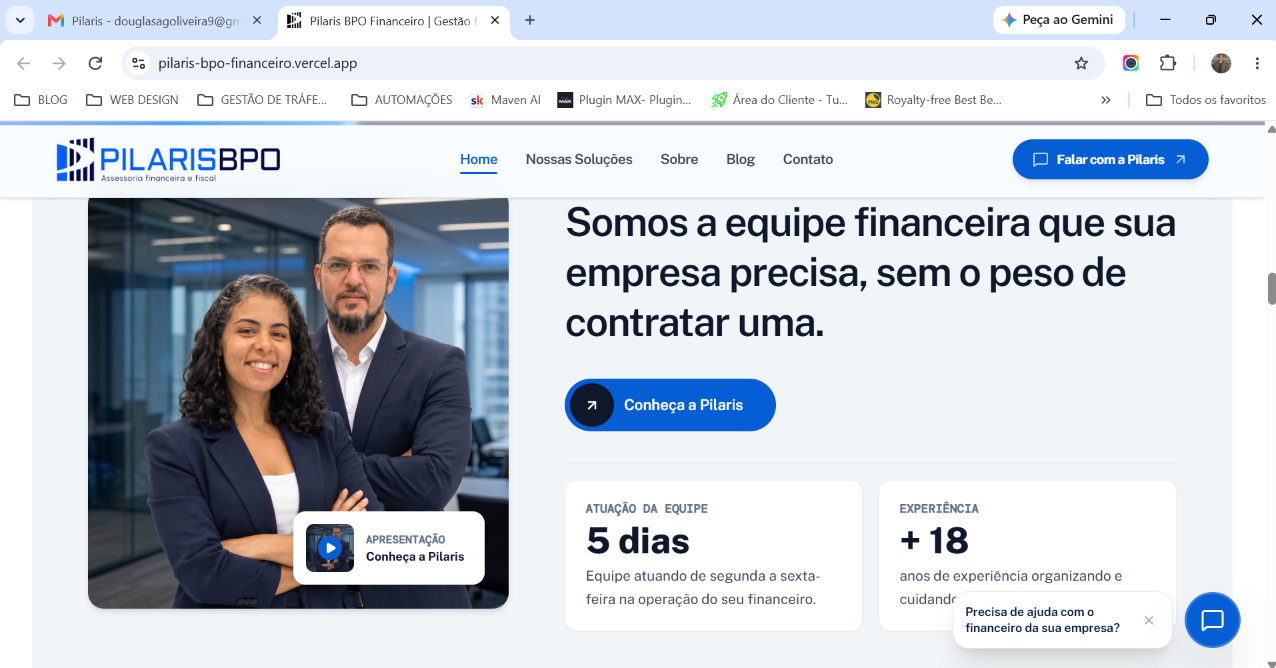 Pilaris - douglasagoliveira9@gm
Pilaris BPO Financeiro | Gestão f
Peça ao Gemini
pilaris-bpo-financeiro.vercel.app
BLOG
WEB DESIGN
GESTÃO DE TRÁFE...
AUTOMAÇÕES
sk Maven AI
MAX Plugin MAX- Plugin...
Área do Cliente - Tu...
Royalty-free Best Be...
Todos os favoritos
PILARISBPO
Assessoria financeira e fiscal
Home
Nossas Soluções
Sobre
Blog
Contato
Falar com a Pilaris
Somos a equipe financeira que sua
empresa precisa, sem o peso de
contratar uma.
Conheça a Pilaris
APRESENTAÇÃO
Conheça a Pilaris
ATUAÇÃO DA EQUIPE
5 dias
Equipe atuando de segunda a sexta-
feira na operação do seu financeiro.
EXPERIÊNCIA
+ 18
anos de experiência organizando e
cuidando
Precisa de ajuda com o
financeiro da sua empresa?